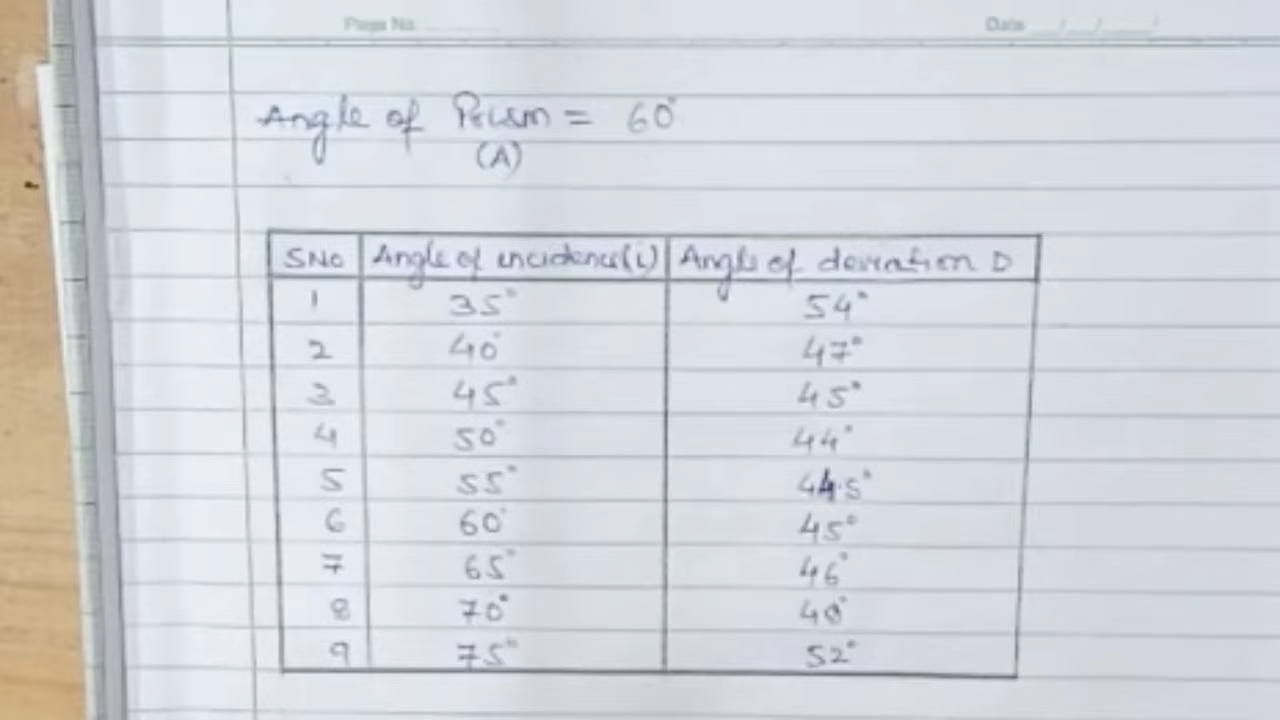 Page No.
Date / /
Angle of Prism = 60°
(A)
SNo Angle of incidence(i) Angle of deviation D
1 35° 54°
2 40° 47°
3 45° 45°
4 50° 44°
5 55° 44.5°
6 60° 45°
7 65° 46°
8 70° 48°
9 75° 52°